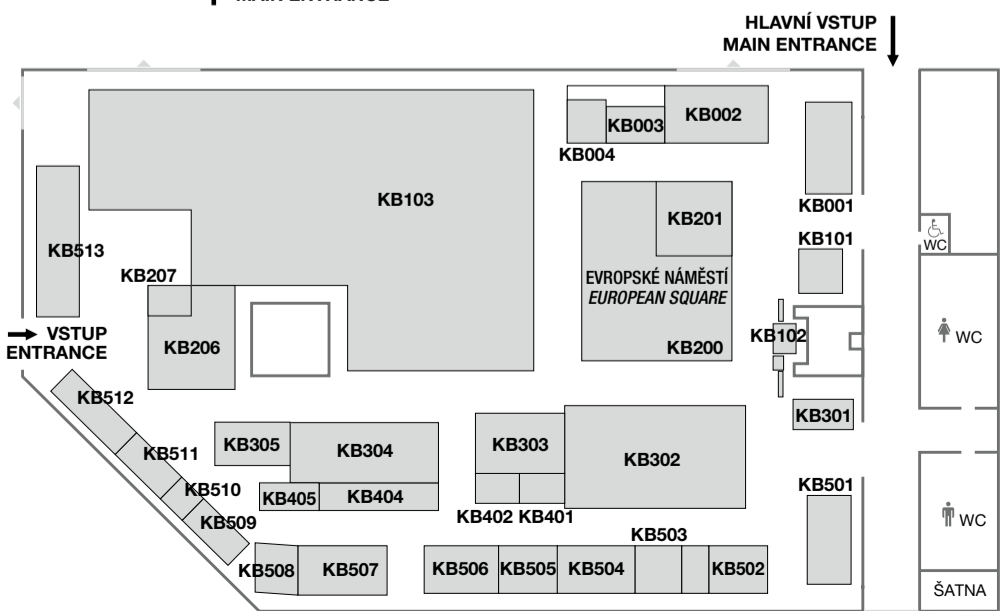 MAIN ENTRANCE
HLAVNÍ VSTUP
MAIN ENTRANCE
KB002
KB003
KB004
KB103
KB001
KB201
KB513
KB101
KB207
WC
EVROPSKÉ NÁMĚSTÍ
EUROPEAN SQUARE
VSTUP
ENTRANCE
KB206
KB200
KB102
WC
KB512
KB301
KB305
KB304
KB303
KB302
KB511
KB510
KB405
KB404
KB501
KB509
KB402
KB401
WC
KB503
KB508
KB507
KB506
KB505
KB504
KB502
ŠATNA